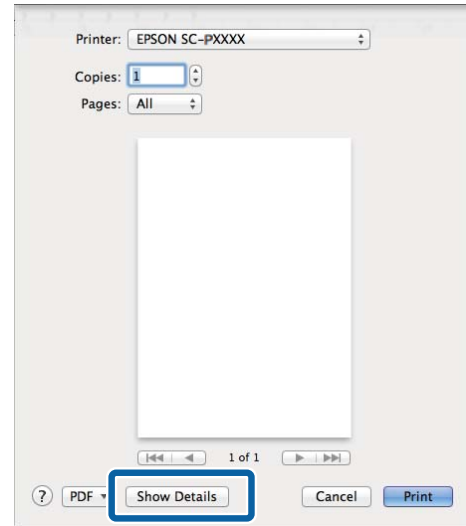 Printer: EPSON SC-PXXXX
Copies: 1
Pages: All
1 of 1
? PDF Show Details Cancel Print